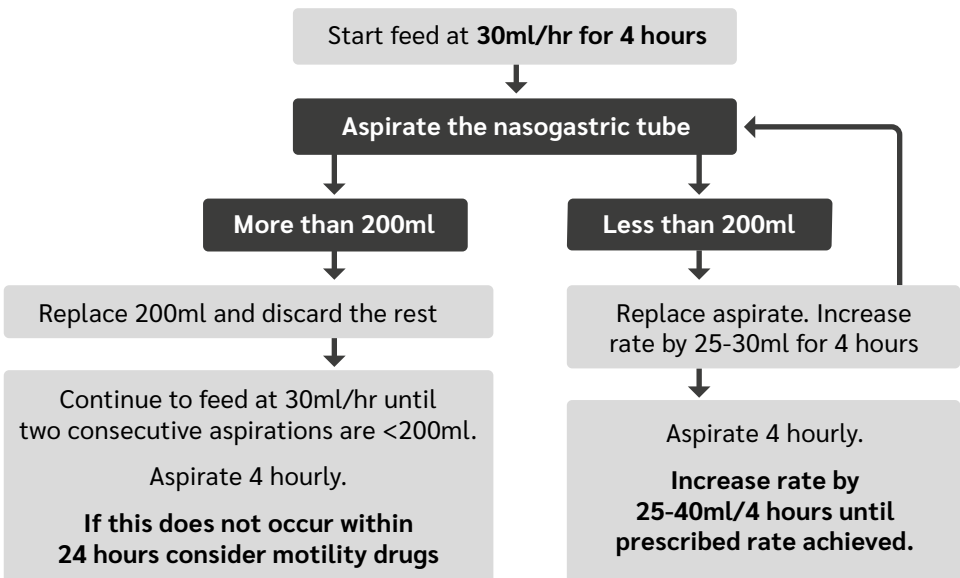 Start feed at 30ml/hr for 4 hours
Aspirate the nasogastric tube
More than 200ml
Less than 200ml
Replace 200ml and discard the rest
Replace aspirate. Increase
rate by 25-30ml for 4 hours
Continue to feed at 30ml/hr until
two consecutive aspirations are <200ml.
Aspirate 4 hourly.
If this does not occur within
24 hours consider motility drugs
Aspirate 4 hourly.
Increase rate by
25-40ml/4 hours until
prescribed rate achieved.